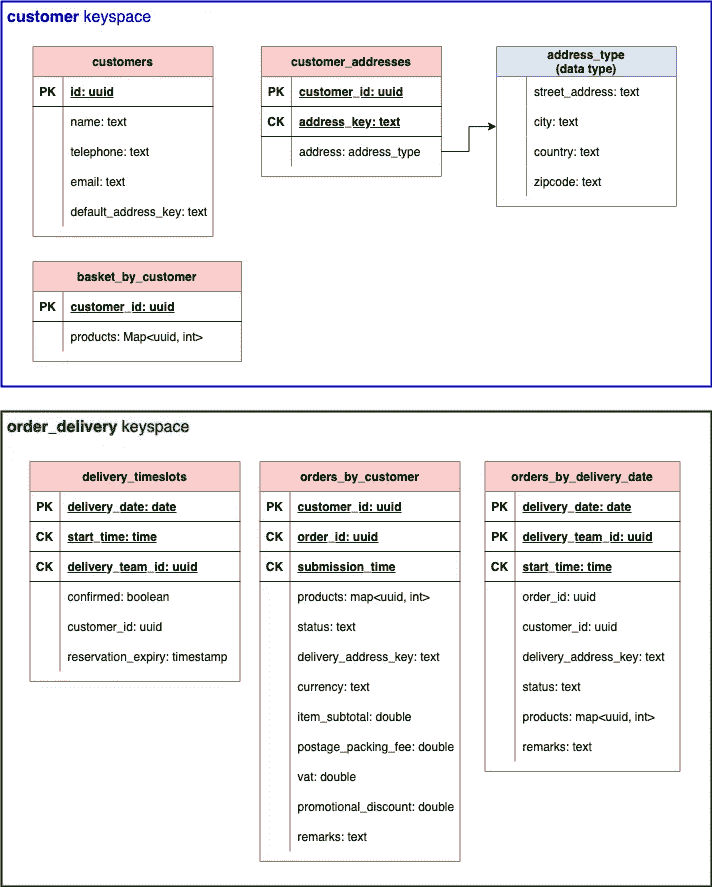 customer keyspace
customers
PK id: uuid
name: text
telephone: text
email: text
default_address_key: text
customer_addresses
PK customer_id: uuid
CK address_key: text
address: address_type
address_type
(data type)
street_address: text
city: text
country: text
zipcode: text
basket_by_customer
PK customer_id: uuid
products: Map<uuid, int>
order_delivery keyspace
delivery_timeslots
PK delivery_date: date
CK start_time: time
CK delivery_team_id: uuid
confirmed: boolean
customer_id: uuid
reservation_expiry: timestamp
orders_by_customer
PK customer_id: uuid
CK order_id: uuid
CK submission_time
products: map<uuid, int>
status: text
delivery_address_key: text
currency: text
item_subtotal: double
postage_packing_fee: double
vat: double
promotional_discount: double
remarks: text
orders_by_delivery_date
PK delivery_date: date
PK delivery_team_id: uuid
CK start_time: time
order_id: uuid
customer_id: uuid
delivery_address_key: text
status: text
products: map<uuid, int>
remarks: text